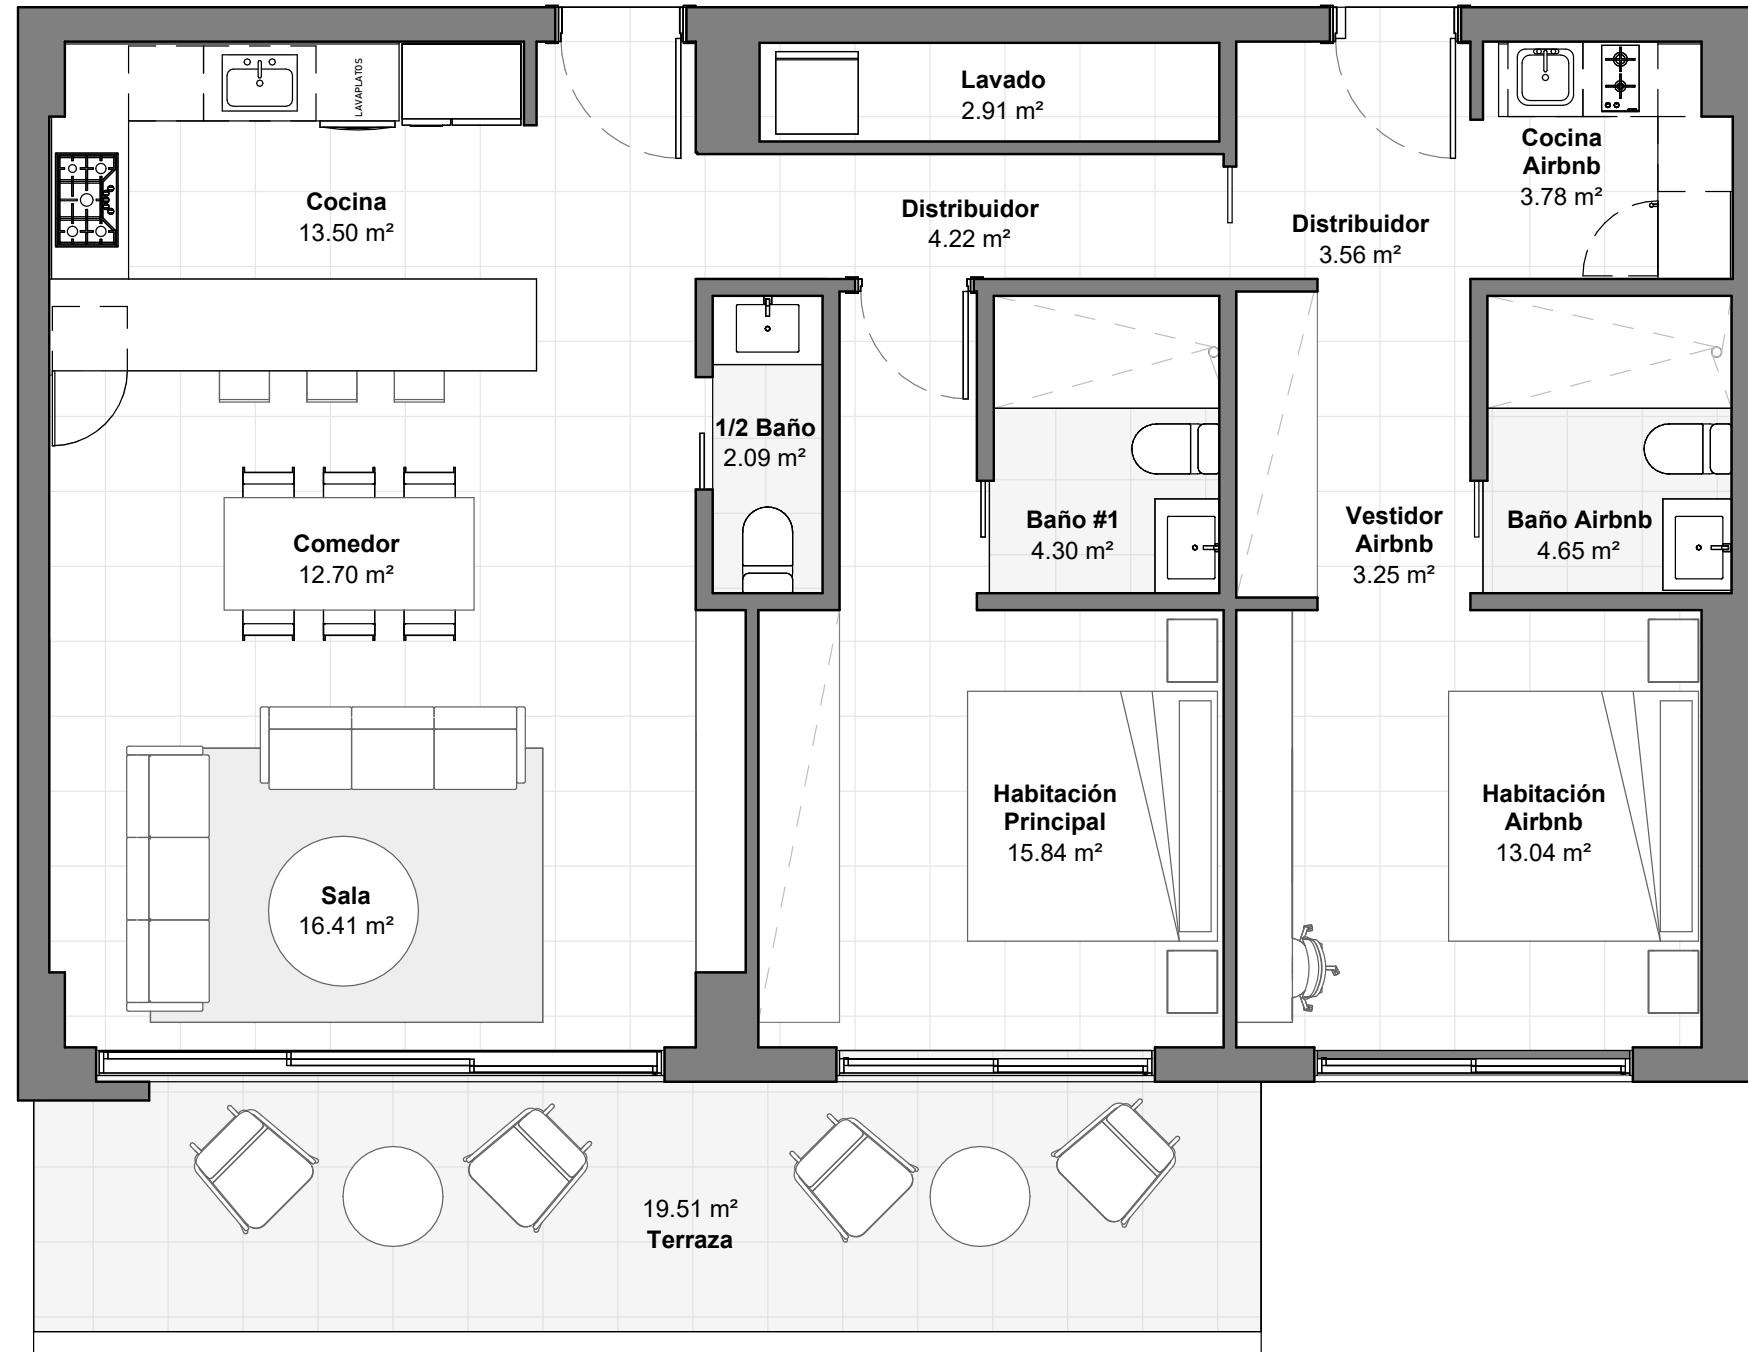 LAVAPLATOS
Lavado
2.91 m²
Cocina
Airbnb
3.78 m²
Cocina
13.50 m²
Distribuidor
4.22 m²
Distribuidor
3.56 m²
1/2 Baño
2.09 m²
Baño #1
4.30 m²
Vestidor
Airbnb
3.25 m²
Baño Airbnb
4.65 m²
Comedor
12.70 m²
Habitación
Principal
15.84 m²
Habitación
Airbnb
13.04 m²
Sala
16.41 m²
19.51 m²
Terraza